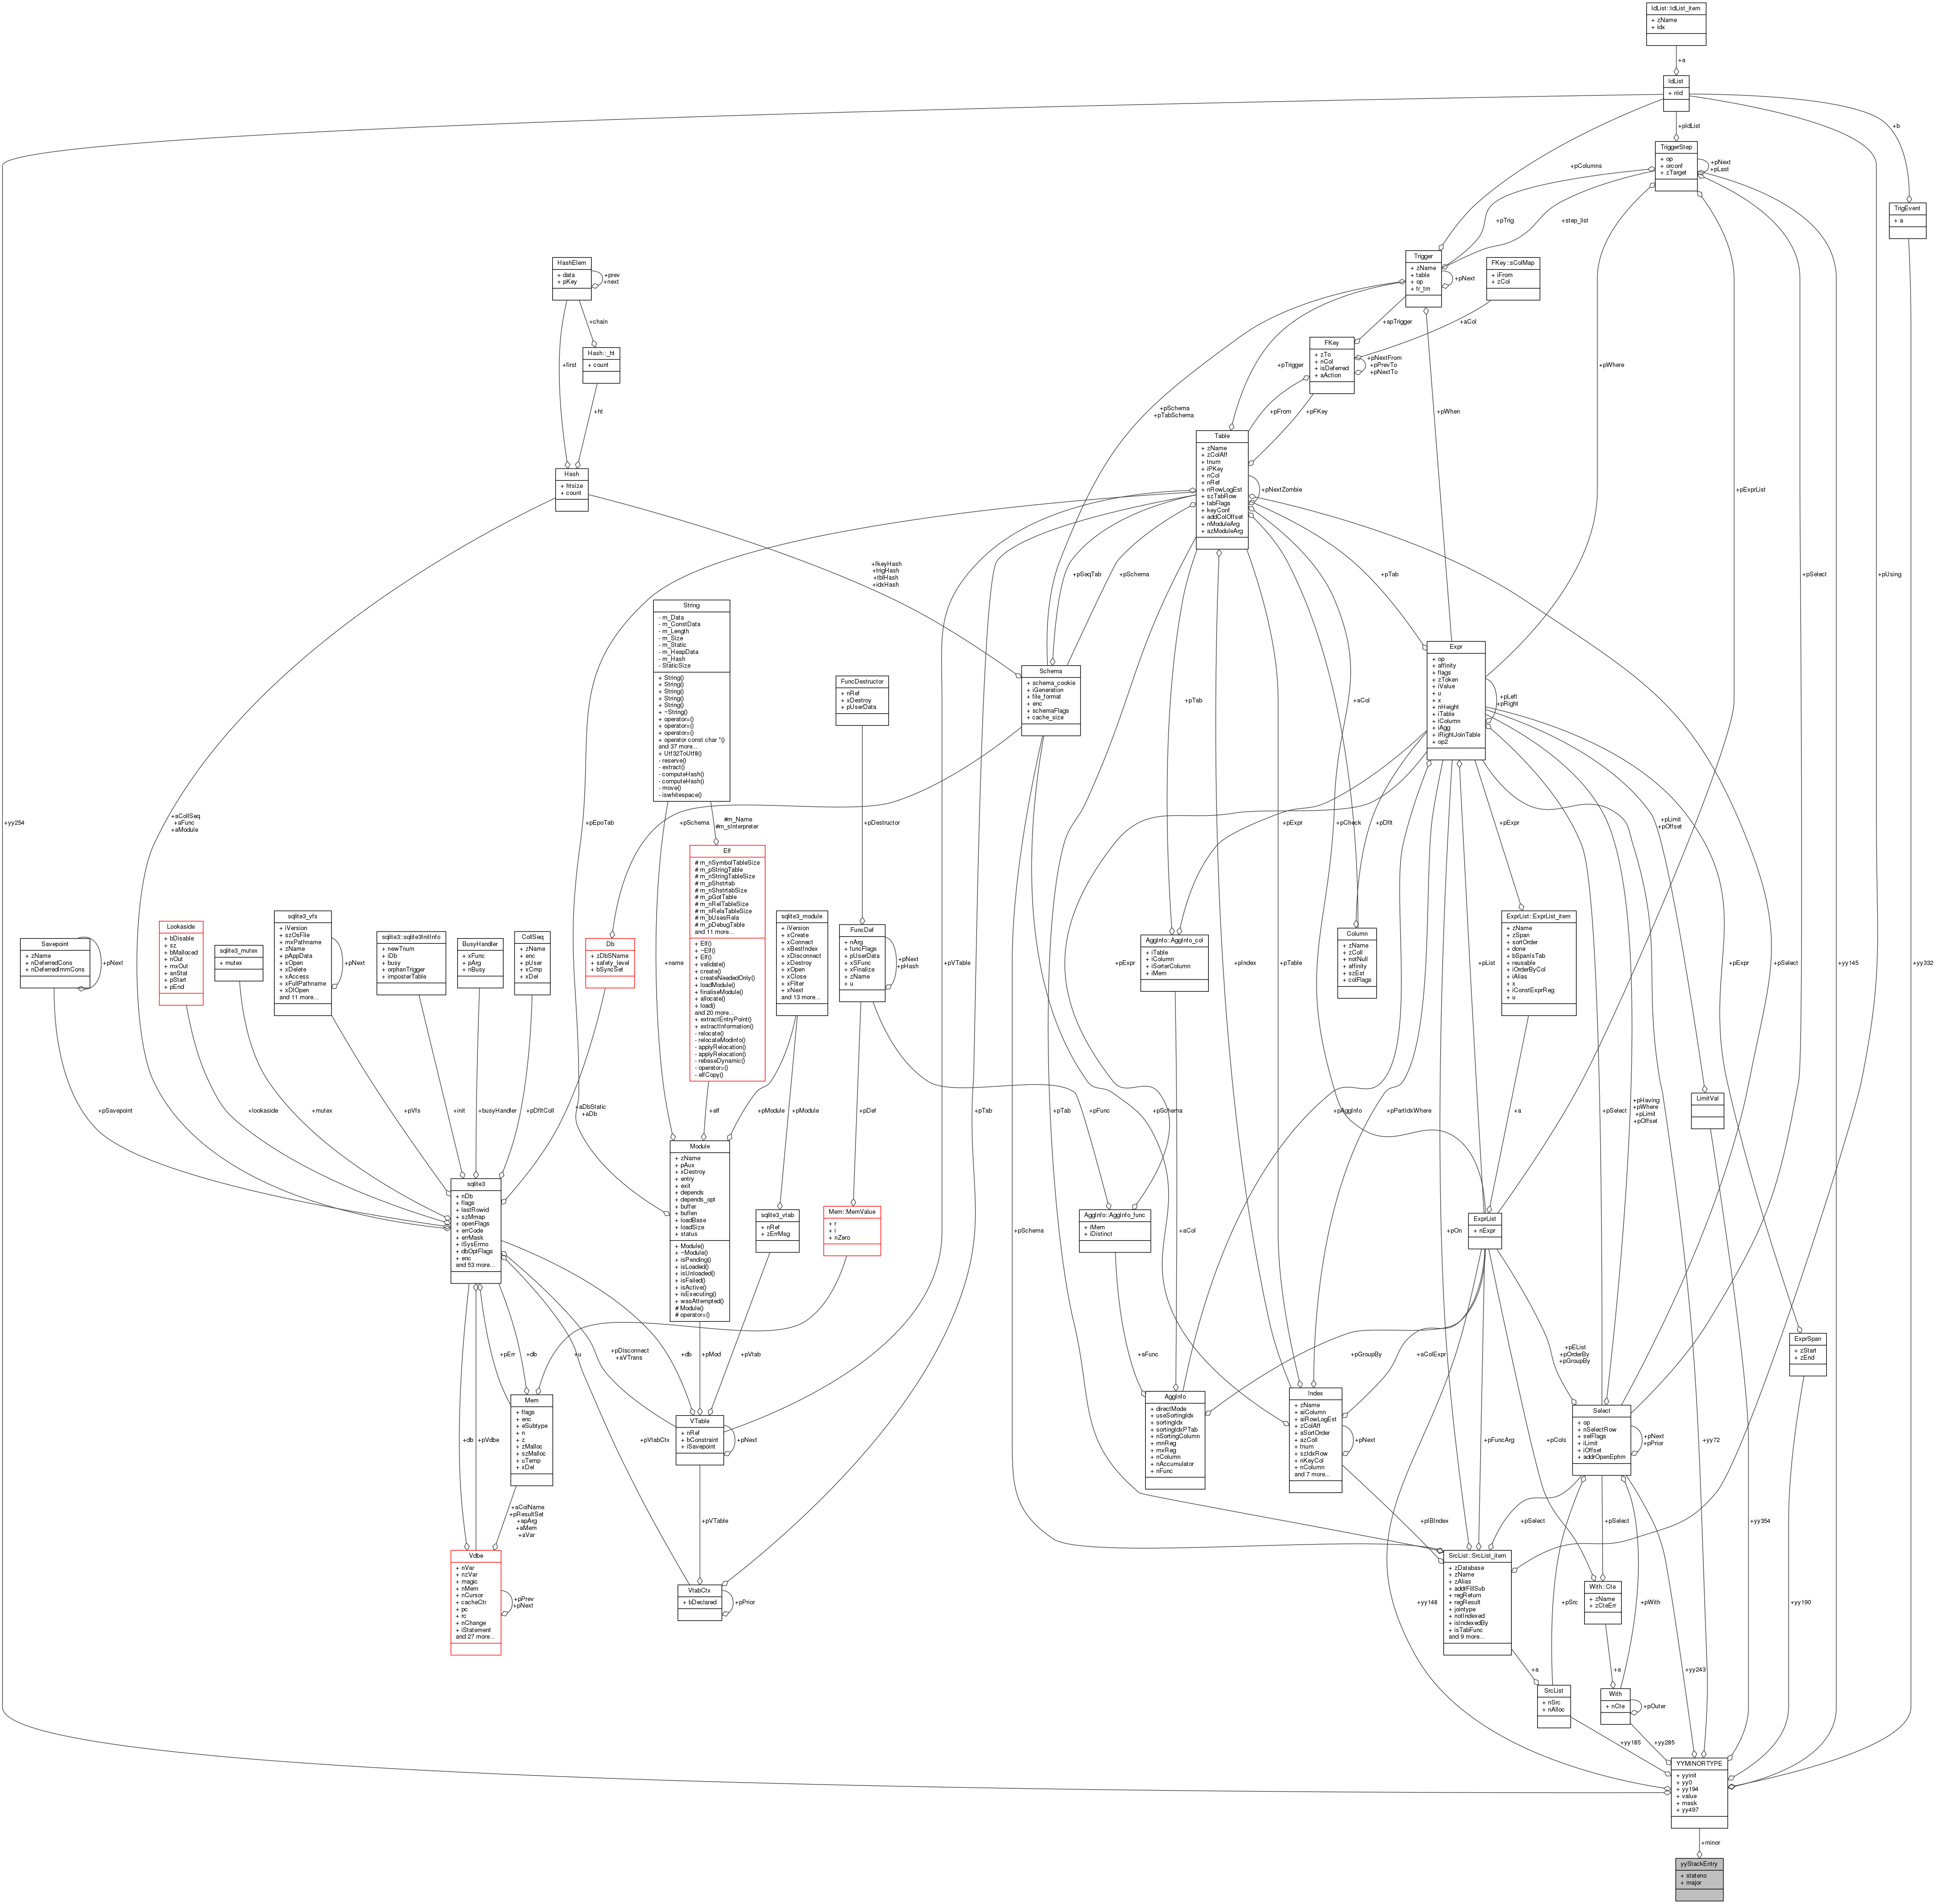 IdList::IdList_item
+ zName
+ idx
+a
IdList
+ nId
+pIdList
+b
TriggerStep
+ op
+ orconf
+ zTarget
+pNext
+pLast
+pColumns
TrigEvent
+ a
+pTrig
+step_list
Trigger
+ zName
+ table
+ op
+ tr_tm
+pNext
FKey::sColMap
+ iFrom
+ zCol
HashElem
+ data
+ pKey
+prev
+next
+chain
+apTrigger
+aCol
Hash::_ht
+ count
+first
+ht
FKey
+ zTo
+ nCol
+ isDeferred
+ aAction
+pNextFrom
+pPrevTo
+pNextTo
+pTrigger
+pWhere
+pSchema
+pTabSchema
+pFrom
+pFKey
+pWhen
Table
+ zName
+ zColAff
+ tnum
+ iPKey
+ nCol
+ nRef
+ nRowLogEst
+ szTabRow
+ tabFlags
+ keyConf
+ addColOffset
+ nModuleArg
+ azModuleArg
+pNextZombie
Hash
+ htsize
+ count
+pExprList
+fkeyHash
+trigHash
+tblHash
+idxHash
+pSeqTab
+pSchema
+pTab
+pSelect
+pUsing
String
- m_Data
- m_ConstData
- m_Length
- m_Size
- m_Static
- m_HeapData
- m_Hash
- StaticSize
+ String()
+ String()
+ String()
+ String()
+ String()
+ ~String()
+ operator=()
+ operator=()
+ operator=()
+ operator const char *()
and 37 more...
+ Utf32ToUtf8()
- reserve()
- extract()
- computeHash()
- computeHash()
- move()
- iswhitespace()
Schema
+ schema_cookie
+ iGeneration
+ file_format
+ enc
+ schemaFlags
+ cache_size
FuncDestructor
+ nRef
+ xDestroy
+ pUserData
Expr
+ op
+ affinity
+ flags
+ zToken
+ iValue
+ u
+ x
+ nHeight
+ iTable
+ iColumn
+ iAgg
+ iRightJoinTable
+ op2
+pLeft
+pRight
+pTab
+aCol
+yy254
+aCollSeq
+aFunc
+aModule
+pEpoTab
+pSchema
#m_Name
#m_sInterpreter
+pDestructor
+pExpr
+pCheck
+pDflt
+pExpr
+pLimit
+pOffset
Elf
# m_nSymbolTableSize
# m_pStringTable
# m_nStringTableSize
# m_pShstrtab
# m_nShstrtabSize
# m_pGotTable
# m_nRelTableSize
# m_nRelaTableSize
# m_bUsesRela
# m_pDebugTable
and 11 more...
+ Elf()
+ ~Elf()
+ Elf()
+ validate()
+ create()
+ createNeededOnly()
+ loadModule()
+ finaliseModule()
+ allocate()
+ load()
and 20 more...
+ extractEntryPoint()
+ extractInformation()
- relocate()
- relocateModinfo()
- applyRelocation()
- applyRelocation()
- rebaseDynamic()
- operator=()
- elfCopy()
Savepoint
+ zName
+ nDeferredCons
+ nDeferredImmCons
+pNext
Lookaside
+ bDisable
+ sz
+ bMalloced
+ nOut
+ mxOut
+ anStat
+ pStart
+ pEnd
sqlite3_mutex
+ mutex
sqlite3_vfs
+ iVersion
+ szOsFile
+ mxPathname
+ zName
+ pAppData
+ xOpen
+ xDelete
+ xAccess
+ xFullPathname
+ xDlOpen
and 11 more...
+pNext
sqlite3::sqlite3InitInfo
+ newTnum
+ iDb
+ busy
+ orphanTrigger
+ imposterTable
BusyHandler
+ xFunc
+ pArg
+ nBusy
CollSeq
+ zName
+ enc
+ pUser
+ xCmp
+ xDel
Db
+ zDbSName
+ safety_level
+ bSyncSet
+name
sqlite3_module
+ iVersion
+ xCreate
+ xConnect
+ xBestIndex
+ xDisconnect
+ xDestroy
+ xOpen
+ xClose
+ xFilter
+ xNext
and 13 more...
FuncDef
+ nArg
+ funcFlags
+ pUserData
+ xSFunc
+ xFinalize
+ zName
+ u
+pNext
+pHash
+pVTable
+pExpr
AggInfo::AggInfo_col
+ iTable
+ iColumn
+ iSorterColumn
+ iMem
+pIndex
+pTable
Column
+ zName
+ zColl
+ notNull
+ affinity
+ szEst
+ colFlags
+pList
ExprList::ExprList_item
+ zName
+ zSpan
+ sortOrder
+ done
+ bSpanIsTab
+ reusable
+ iOrderByCol
+ iAlias
+ x
+ iConstExprReg
+ u
+pExpr
+pSelect
+yy145
+yy332
+pSavepoint
+lookaside
+mutex
+pVfs
+init
+busyHandler
+pDfltColl
+aDbStatic
+aDb
+elf
+pModule
+pModule
+pDef
+pTab
+pTab
+pFunc
+pSchema
+pAggInfo
+pPartIdxWhere
+a
+pSelect
+pHaving
+pWhere
+pLimit
+pOffset
LimitVal
Module
+ zName
+ pAux
+ xDestroy
+ entry
+ exit
+ depends
+ depends_opt
+ buffer
+ buflen
+ loadBase
+ loadSize
+ status
+ Module()
+ ~Module()
+ isPending()
+ isLoaded()
+ isUnloaded()
+ isFailed()
+ isActive()
+ isExecuting()
+ wasAttempted()
# Module()
# operator=()
sqlite3
+ nDb
+ flags
+ lastRowid
+ szMmap
+ openFlags
+ errCode
+ errMask
+ iSysErrno
+ dbOptFlags
+ enc
and 53 more...
sqlite3_vtab
+ nRef
+ zErrMsg
Mem::MemValue
+ r
+ i
+ nZero
AggInfo::AggInfo_func
+ iMem
+ iDistinct
+pSchema
+aCol
+pOn
ExprList
+ nExpr
+pErr
+db
+u
+pDisconnect
+aVTrans
+db
+pMod
+pVtab
+aFunc
+pGroupBy
+aColExpr
+pEList
+pOrderBy
+pGroupBy
ExprSpan
+ zStart
+ zEnd
Mem
+ flags
+ enc
+ eSubtype
+ n
+ z
+ zMalloc
+ szMalloc
+ uTemp
+ xDel
+db
+pVdbe
+pVtabCtx
VTable
+ nRef
+ bConstraint
+ iSavepoint
+pNext
AggInfo
+ directMode
+ useSortingIdx
+ sortingIdx
+ sortingIdxPTab
+ nSortingColumn
+ mnReg
+ mxReg
+ nColumn
+ nAccumulator
+ nFunc
Index
+ zName
+ aiColumn
+ aiRowLogEst
+ zColAff
+ aSortOrder
+ azColl
+ tnum
+ szIdxRow
+ nKeyCol
+ nColumn
and 7 more...
+pNext
+pFuncArg
+pCols
Select
+ op
+ nSelectRow
+ selFlags
+ iLimit
+ iOffset
+ addrOpenEphm
+pNext
+pPrior
+yy72
+aColName
+pResultSet
+apArg
+aMem
+aVar
+pVTable
+pIBIndex
+pSelect
+pSelect
+yy354
Vdbe
+ nVar
+ nzVar
+ magic
+ nMem
+ nCursor
+ cacheCtr
+ pc
+ rc
+ nChange
+ iStatement
and 27 more...
+pPrev
+pNext
VtabCtx
+ bDeclared
+pPrior
+yy148
SrcList::SrcList_item
+ zDatabase
+ zName
+ zAlias
+ addrFillSub
+ regReturn
+ regResult
+ jointype
+ notIndexed
+ isIndexedBy
+ isTabFunc
and 9 more...
+pSrc
With::Cte
+ zName
+ zCteErr
+pWith
+yy190
+a
+a
+yy243
SrcList
+ nSrc
+ nAlloc
With
+ nCte
+pOuter
+yy185
+yy285
YYMINORTYPE
+ yyinit
+ yy0
+ yy194
+ value
+ mask
+ yy497
+minor
yyStackEntry
+ stateno
+ major